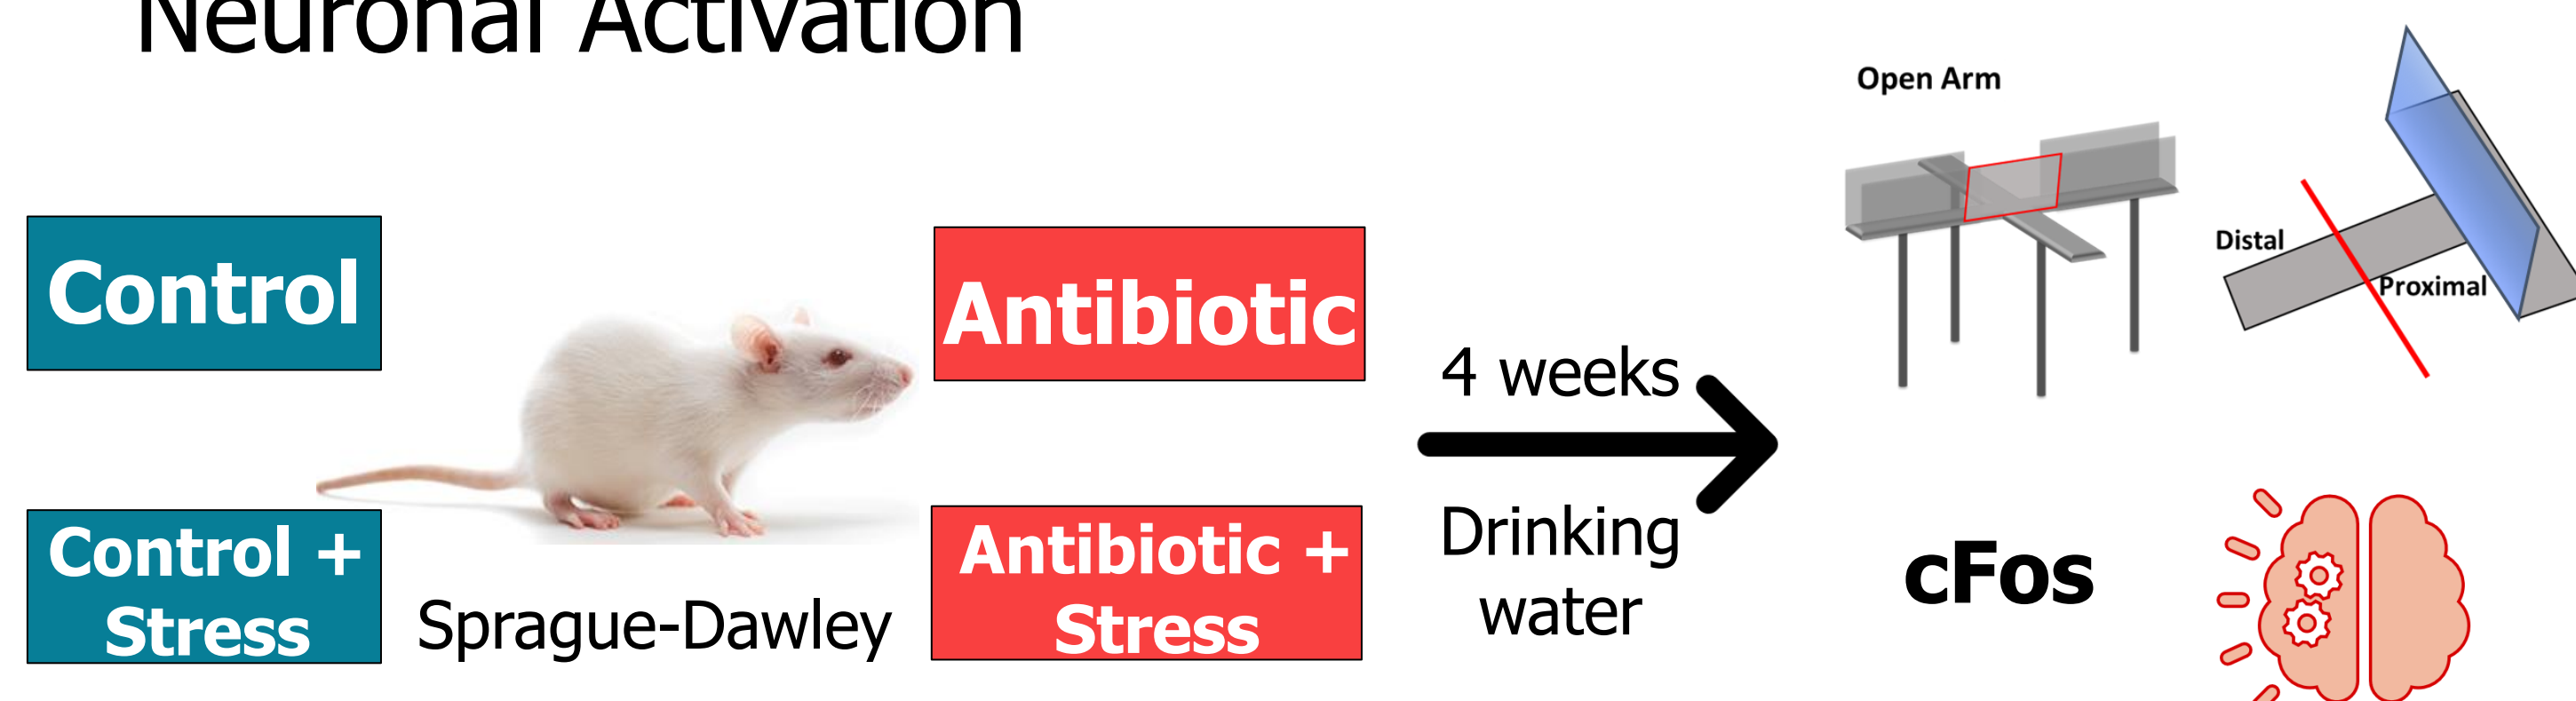 Neuronal Activation
Control
Control +
Stress
Sprague-Dawley
Antibiotic
Antibiotic +
Stress
4 weeks
Drinking
water
Open Arm
Distal
Proximal
cFos